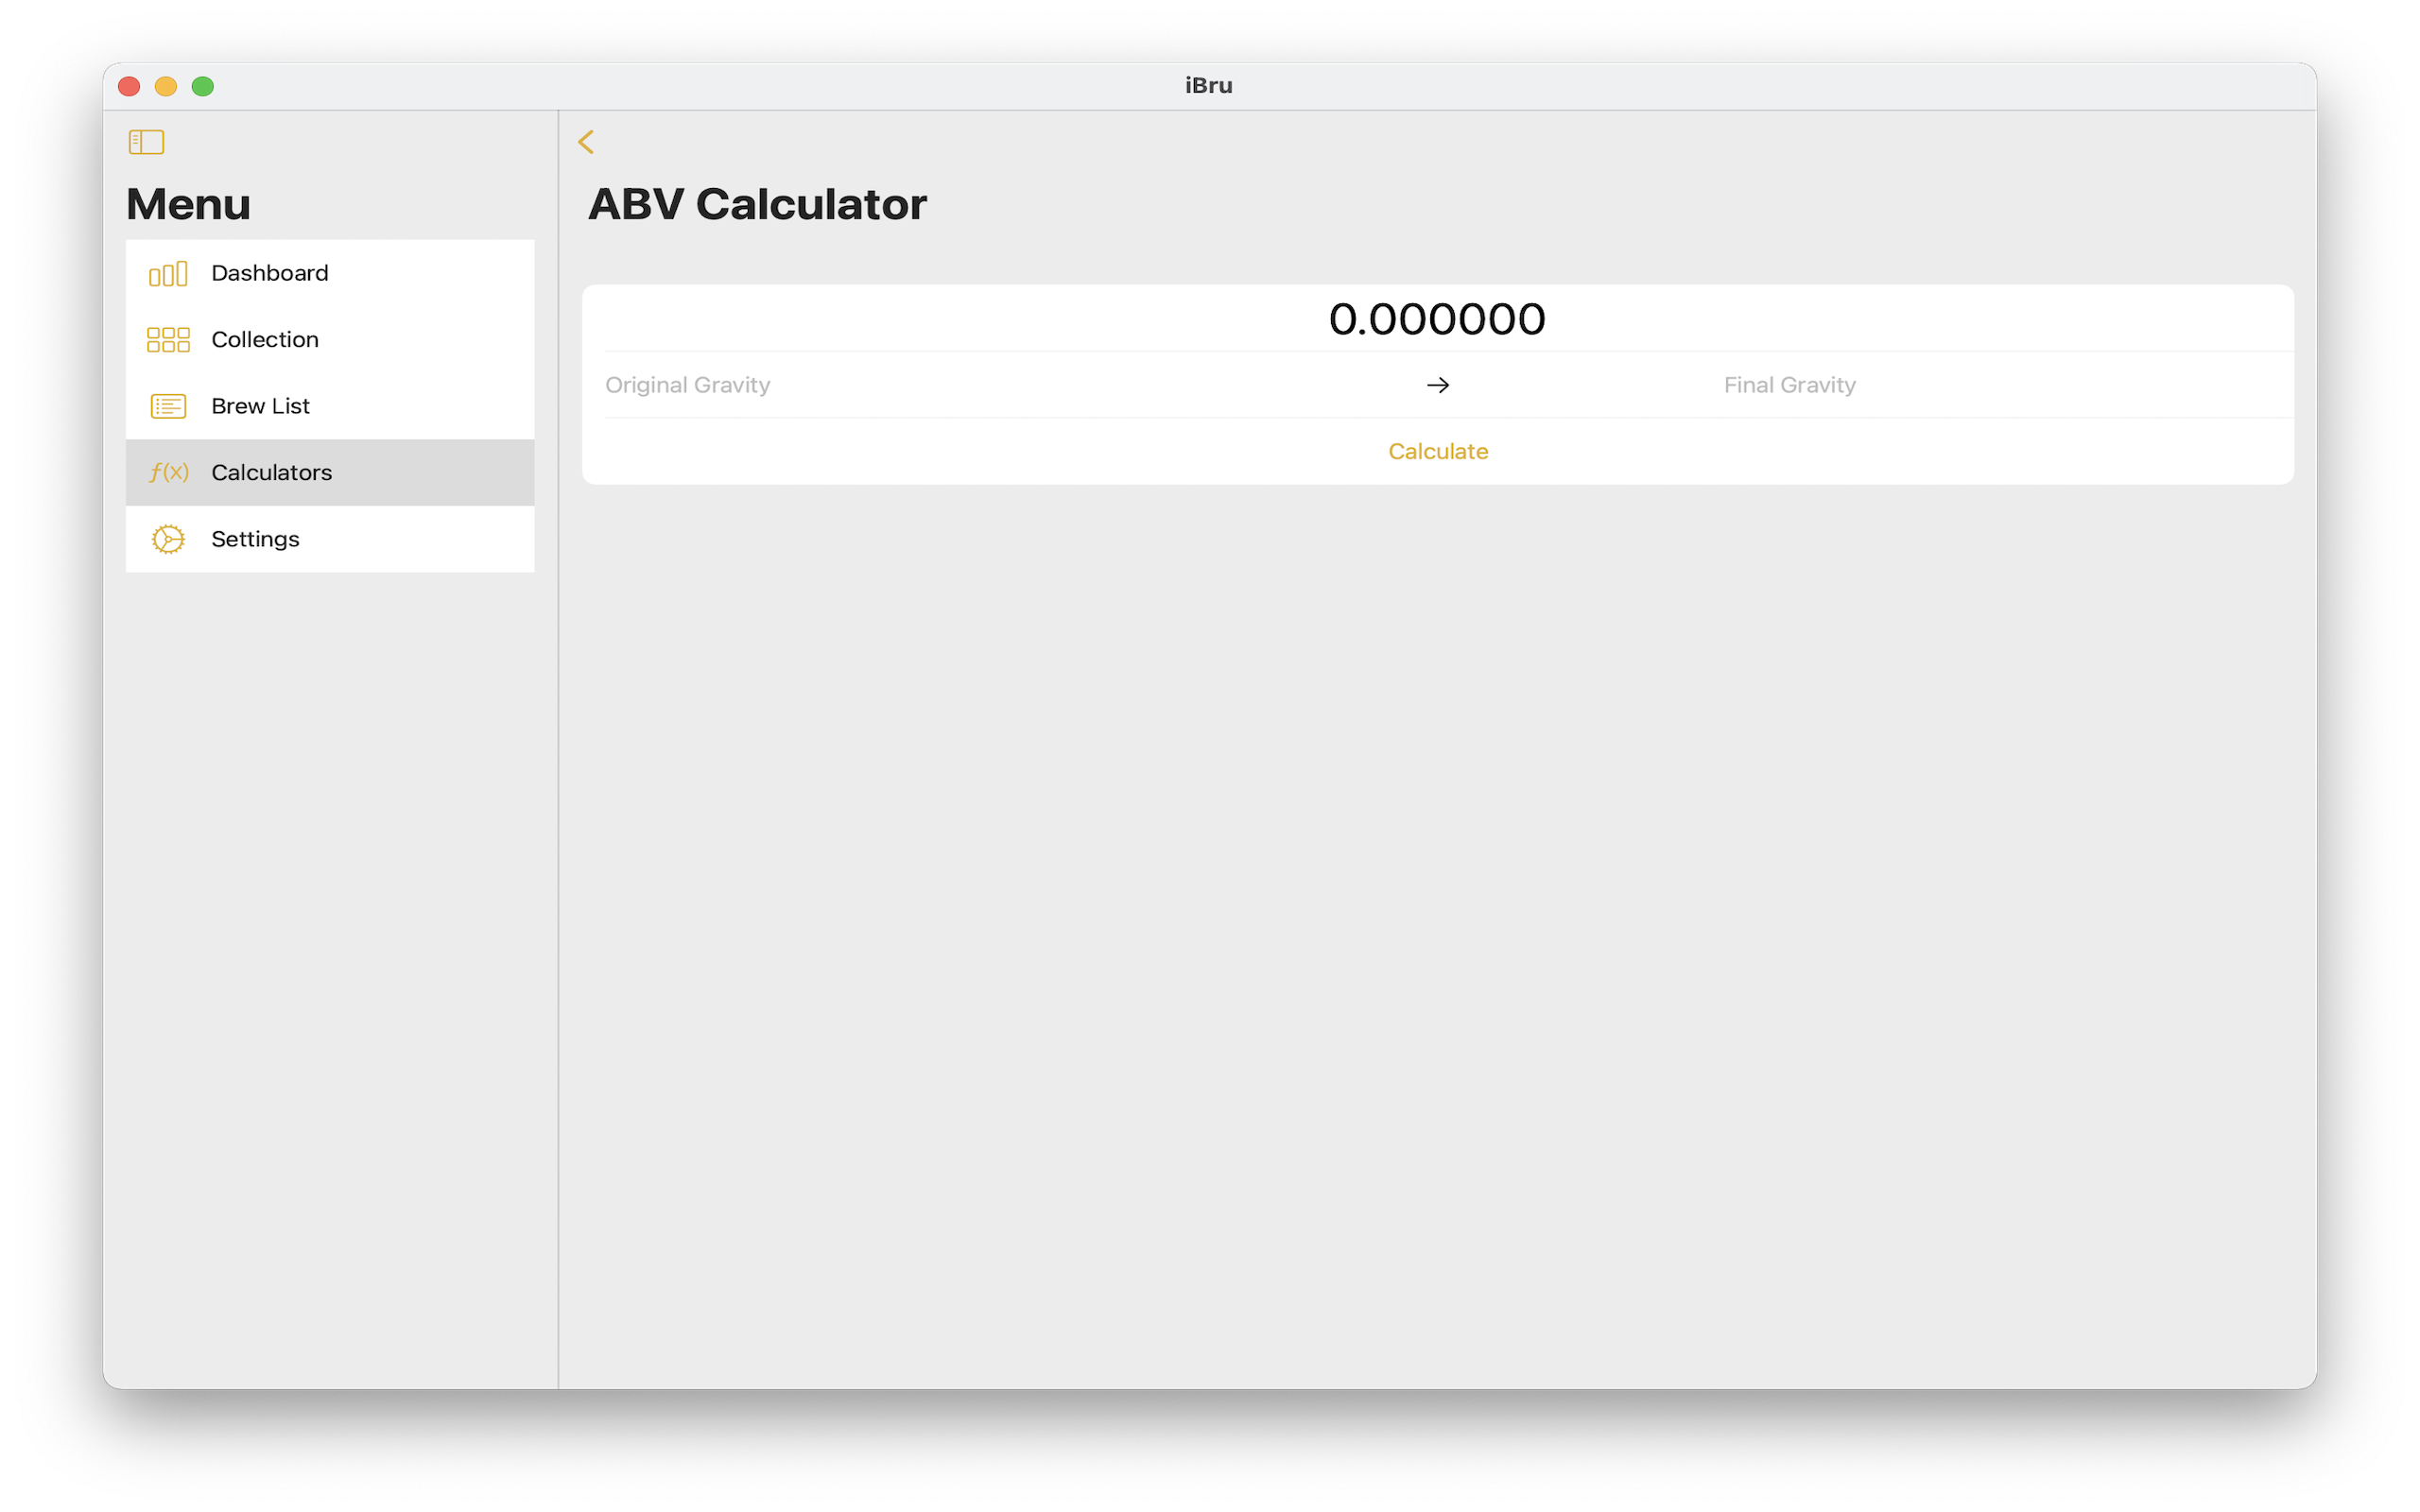 iBru
Menu
Dashboard
Collection
Brew List
f(x) Calculators
Settings
ABV Calculator
0.000000
Original Gravity → Final Gravity
Calculate